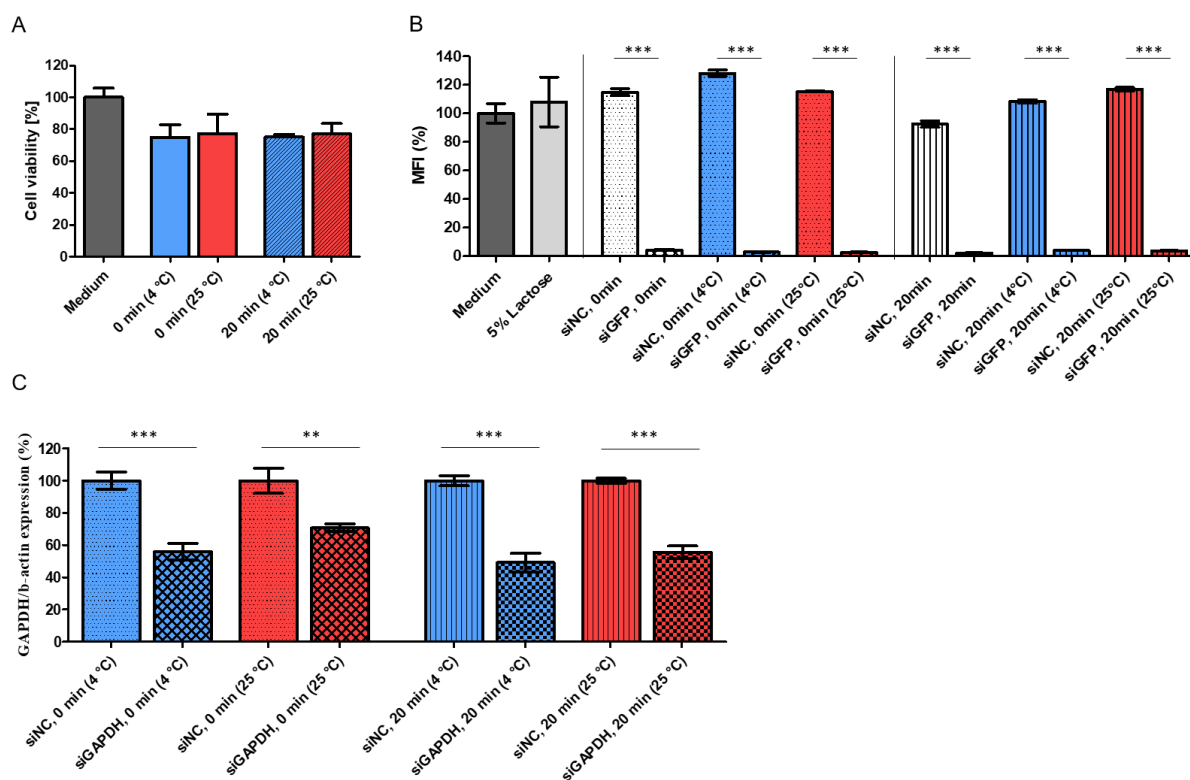 A
Cell viability [%]
120
100
80
60
40
20
0
Medium
0 min (4 °C)
0 min (25 °C)
20 min (4 °C)
20 min (25 °C)
B
MFI (%)
140
120
100
80
60
40
20
0
*** *** *** *** *** ***
Medium
5% Lactose
siNC, 0min
siGFP, 0min
siNC, 0min (4°C)
siGFP, 0min (4°C)
siNC, 0min (25°C)
siGFP, 0min (25°C)
siNC, 20min
siGFP, 20min
siNC, 20min (4°C)
siGFP, 20min (4°C)
siNC, 20min (25°C)
siGFP, 20min (25°C)
C
GAPDH/b-actin expression (%)
120
100
80
60
40
20
0
*** ** *** ***
siNC, 0 min (4 °C)
siGAPDH, 0 min (4 °C)
siNC, 0 min (25 °C)
siGAPDH, 0 min (25 °C)
siNC, 20 min (4 °C)
siGAPDH, 20 min (4 °C)
siNC, 20 min (25 °C)
siGAPDH, 20 min (25 °C)